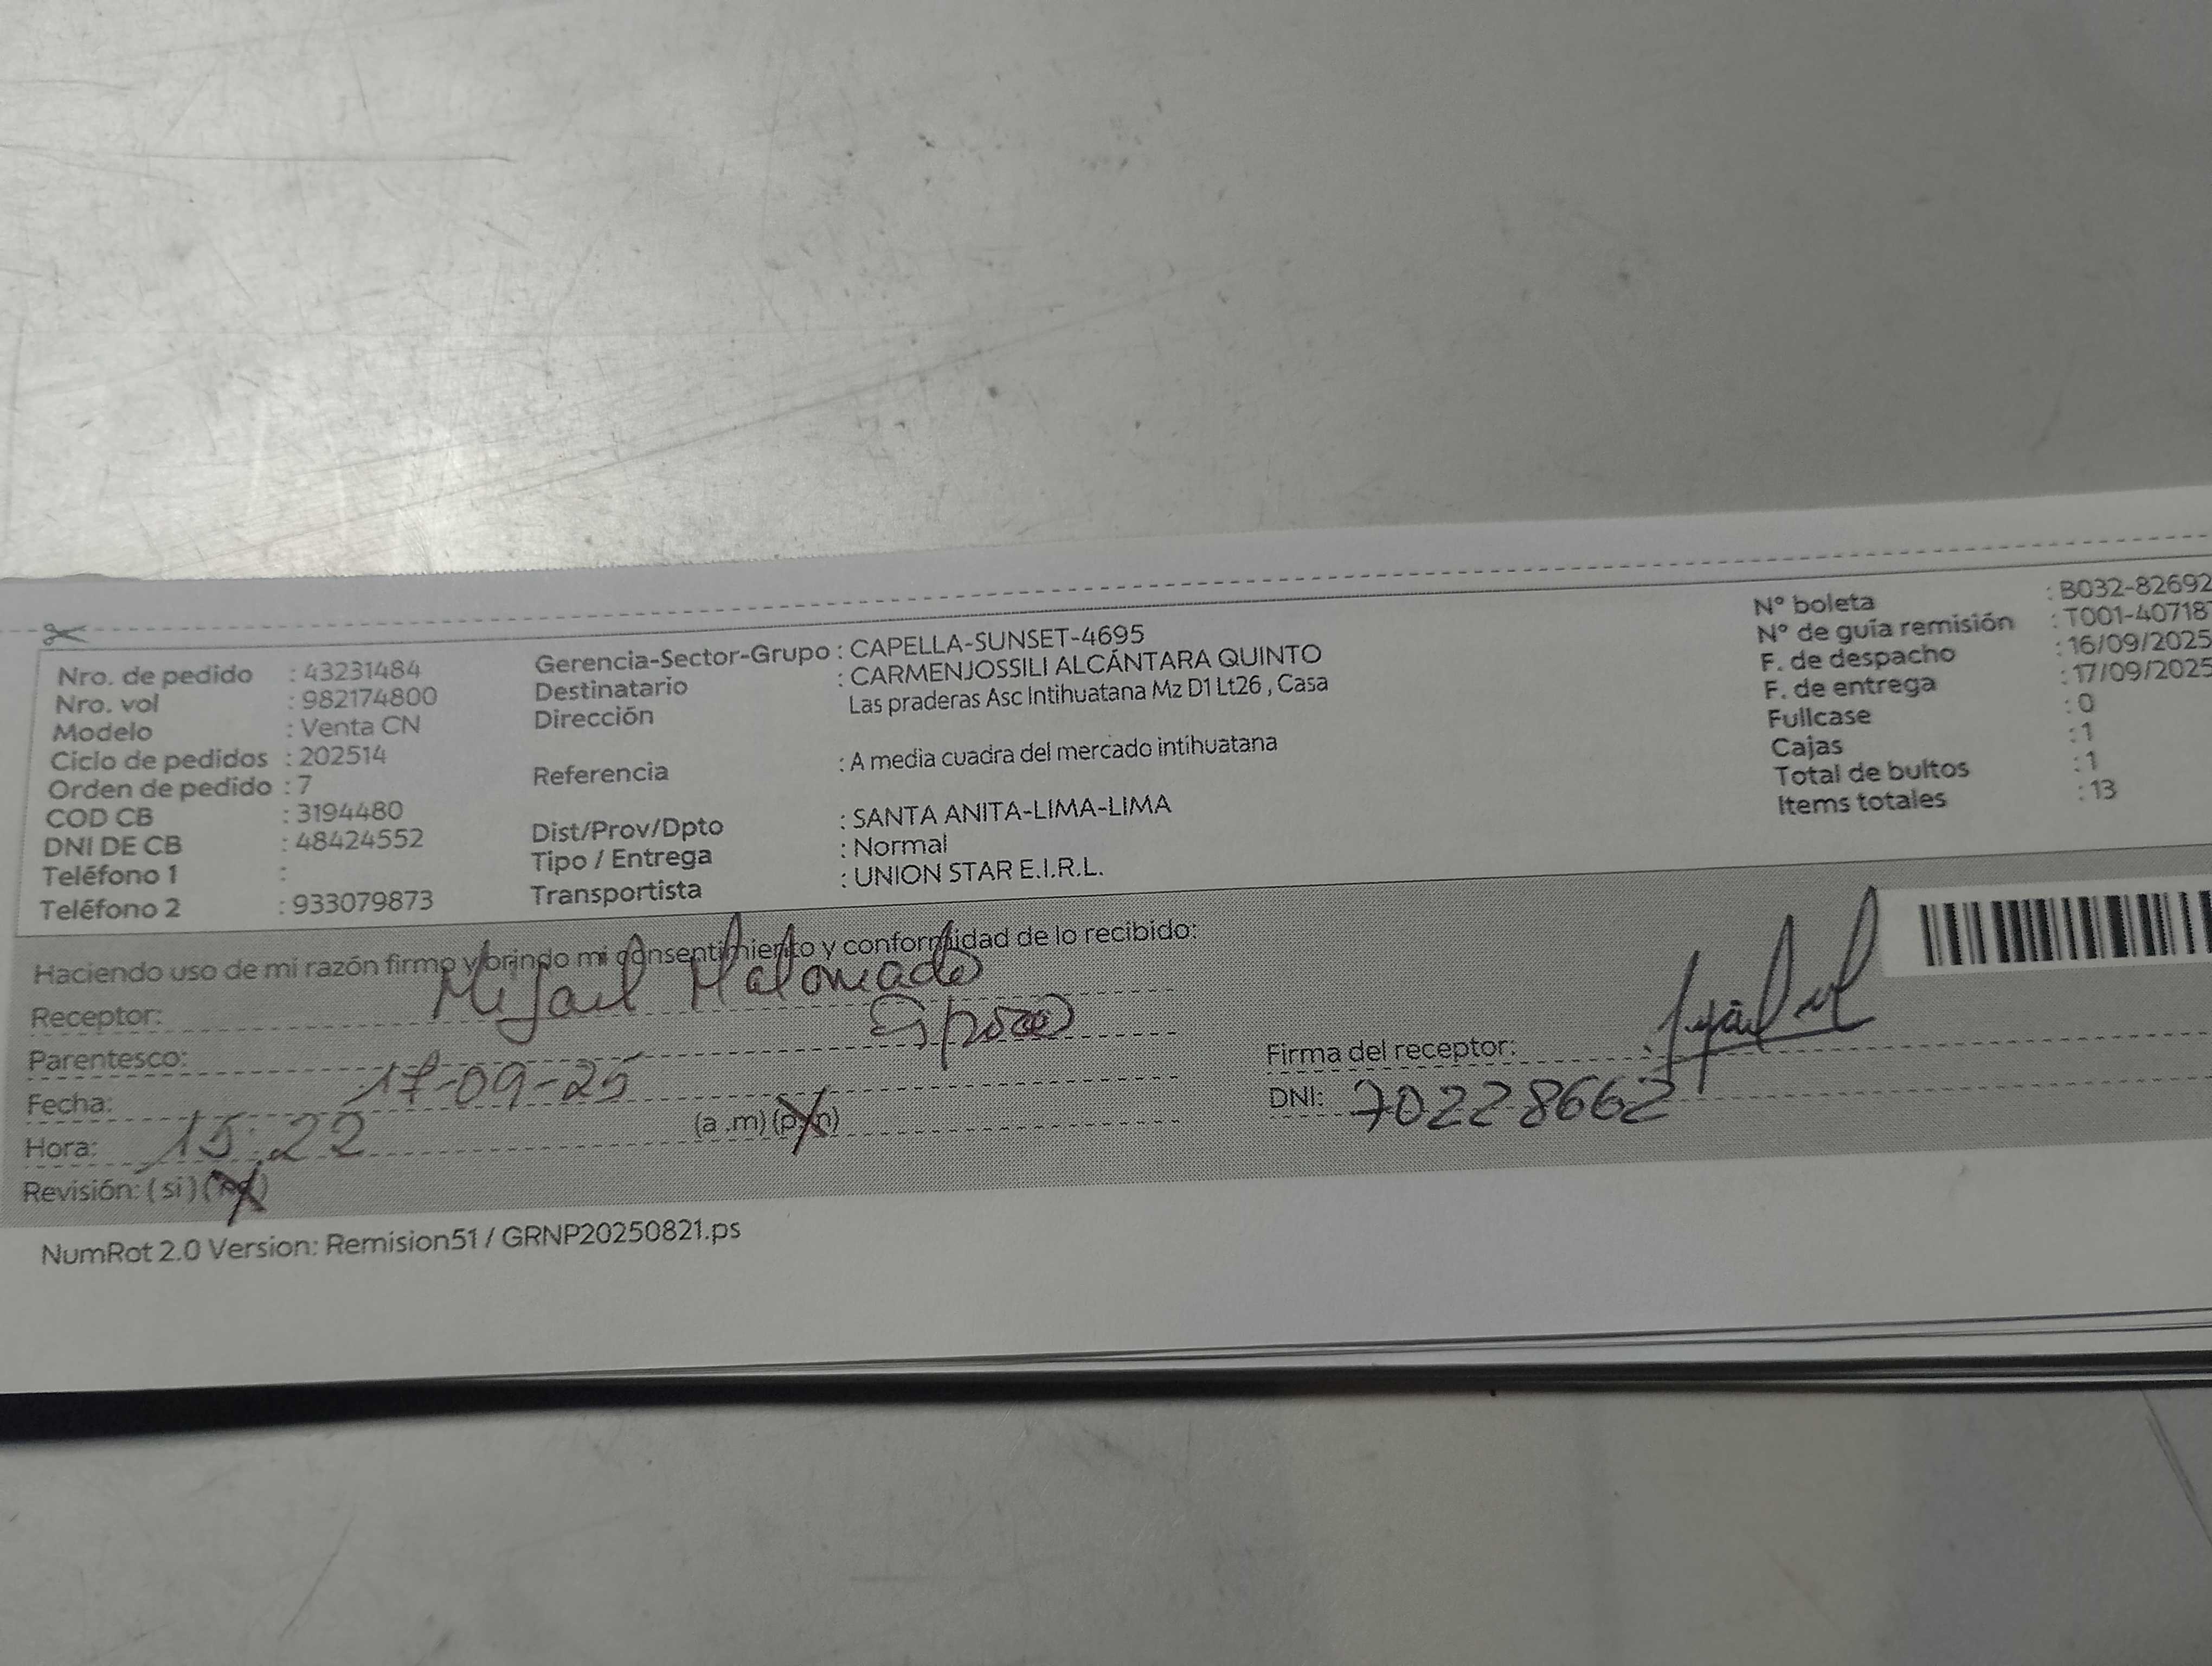 Nro. de pedido : 43231484
Nro. vol : 982174800
Modelo : Venta CN
Ciclo de pedidos : 202514
Orden de pedido : 7
COD CB : 3194480
DNI DE CB : 48424552
Teléfono 1 :
Teléfono 2 : 933079873
Gerencia-Sector-Grupo : CAPELLA-SUNSET-4695
Destinatario : CARMENJOSSILI ALCÁNTARA QUINTO
Dirección Las praderas Asc Intihuatana Mz D1 Lt26 , Casa
Referencia : A media cuadra del mercado intihuatana
Dist/Prov/Dpto : SANTA ANITA-LIMA-LIMA
Tipo / Entrega : Normal
Transportista : UNION STAR E.I.R.L.
N° boleta : B032-82692
N° de guía remisión : T001-40718
F. de despacho : 16/09/2025
F. de entrega : 17/09/2025
Fullcase : 0
Cajas : 1
Total de bultos : 1
Items totales : 13
Haciendo uso de mi razón firmo y brindo mi consentimiento y conformidad de lo recibido:
Receptor: Mijail Maldonado
Parentesco: Esposo
Fecha: 17-09-25
Hora: 15:22 (a .m) (p.m)
Revisión: ( si ) (no)
Firma del receptor:
DNI: 70228662
NumRot 2.0 Version: Remision51 / GRNP20250821.ps